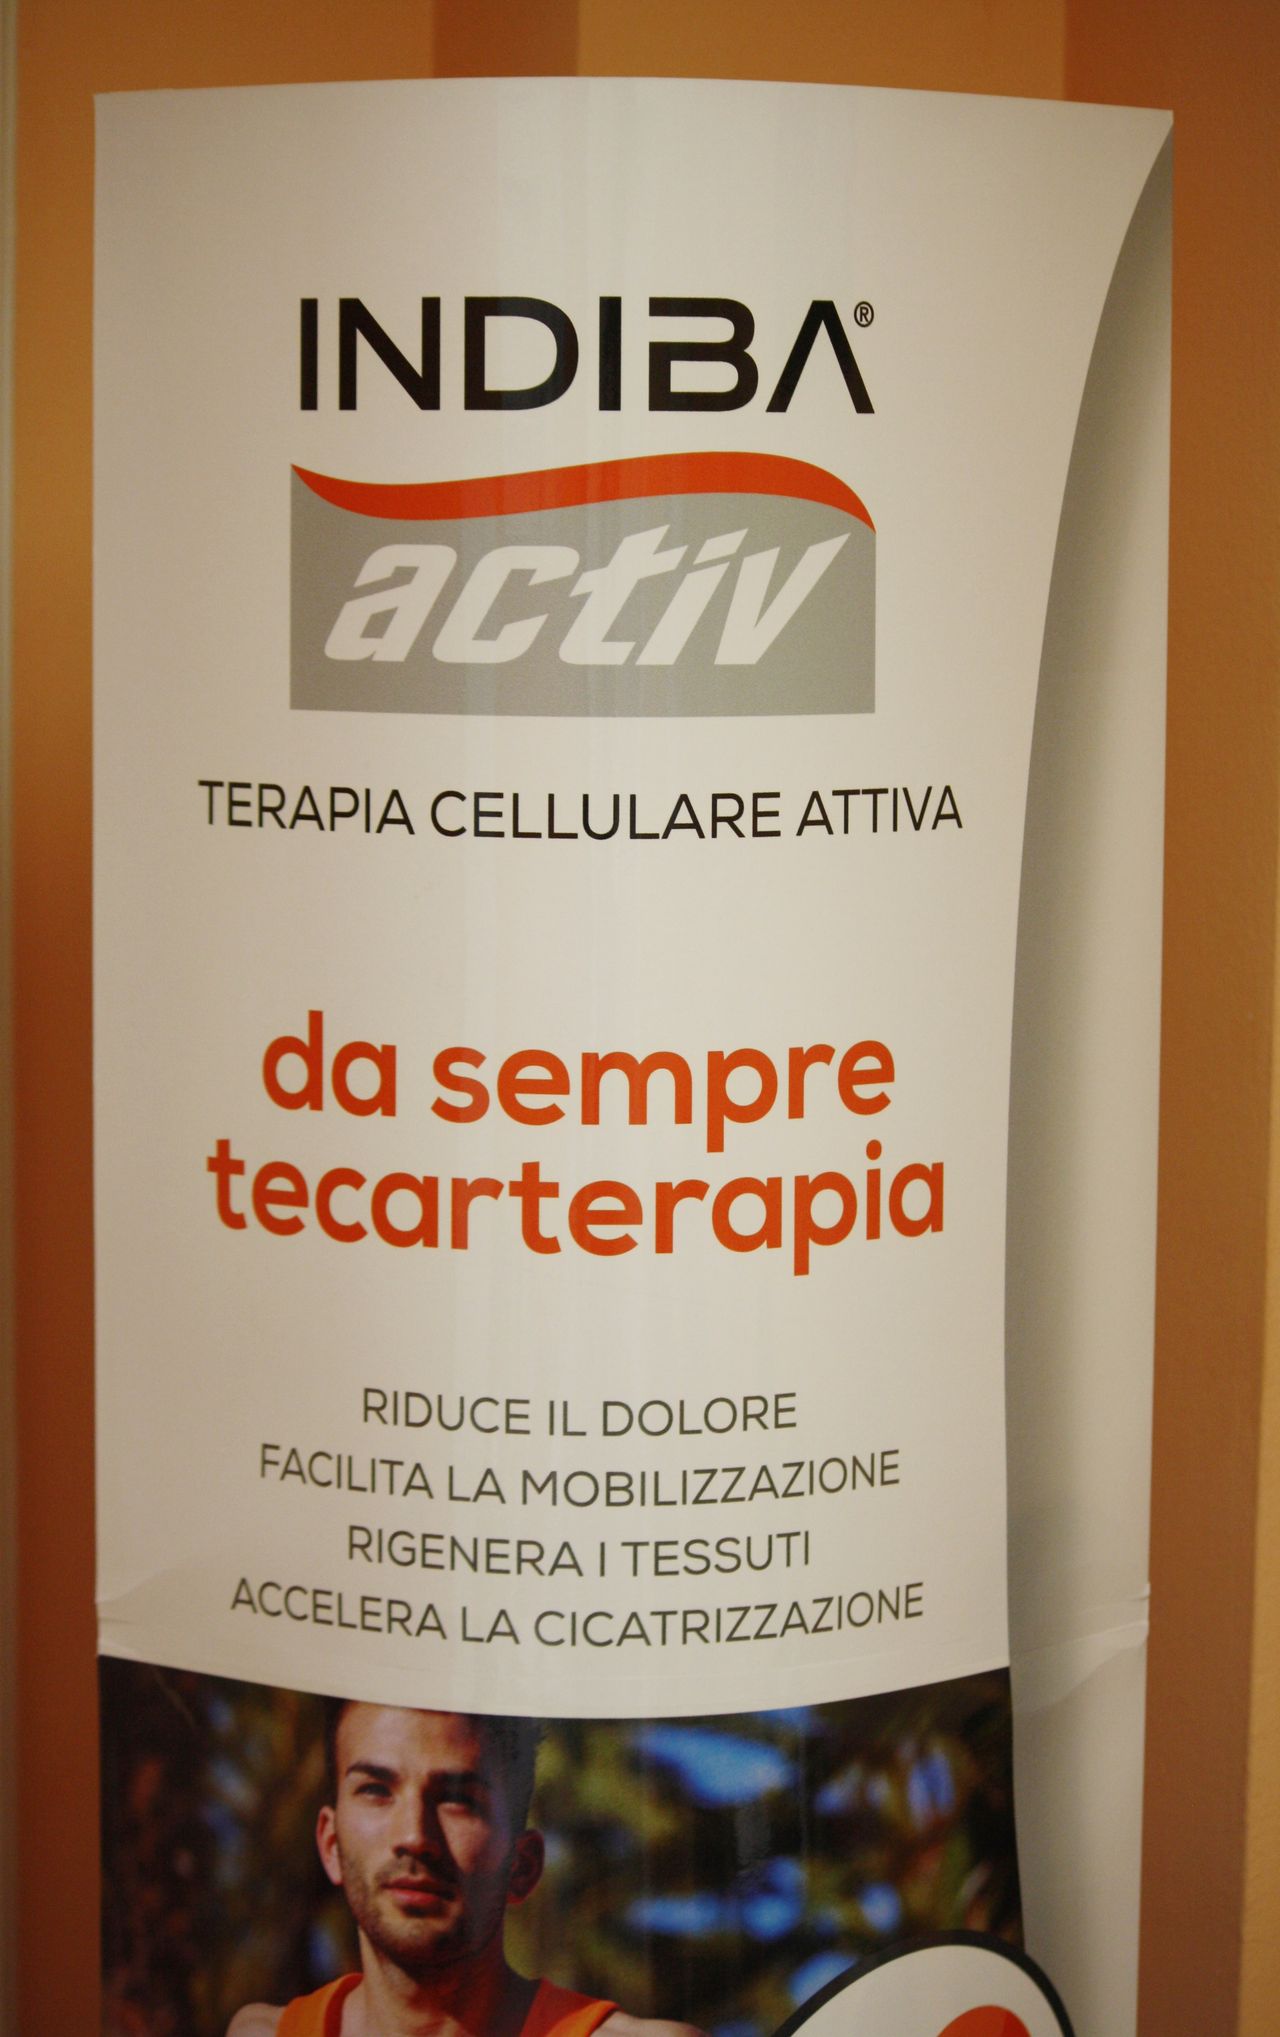 INDIBA®
activ
TERAPIA CELLULARE ATTIVA
da sempre
tecarterapia
RIDUCE IL DOLORE
FACILITA LA MOBILIZZAZIONE
RIGENERA I TESSUTI
ACCELERA LA CICATRIZZAZIONE